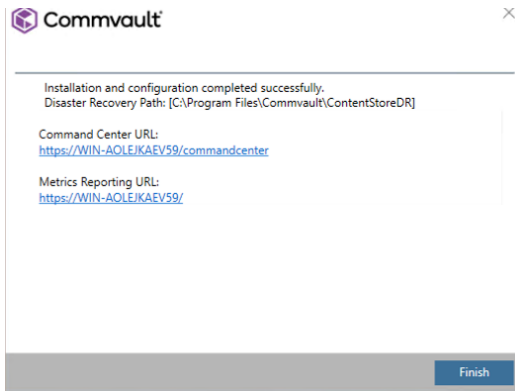 Commvault
Installation and configuration completed successfully.
Disaster Recovery Path: [C:\Program Files\Commvault\ContentStoreDR]
Command Center URL:
https://WIN-AOLEJKAEV59/commandcenter
Metrics Reporting URL:
https://WIN-AOLEJKAEV59/
Finish